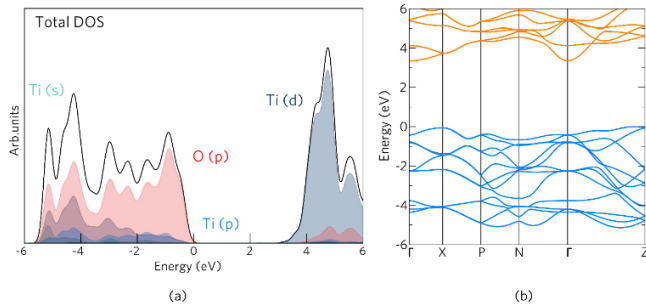 Total DOS
Ti (s)
Ti (d)
O (p)
Ti (p)
Arb.units
-6 -4 -2 0 2 4 6
Energy (eV)
(a)
6
4
2
0
-2
-4
-6
Energy (eV)
Γ X P N Γ Z
(b)